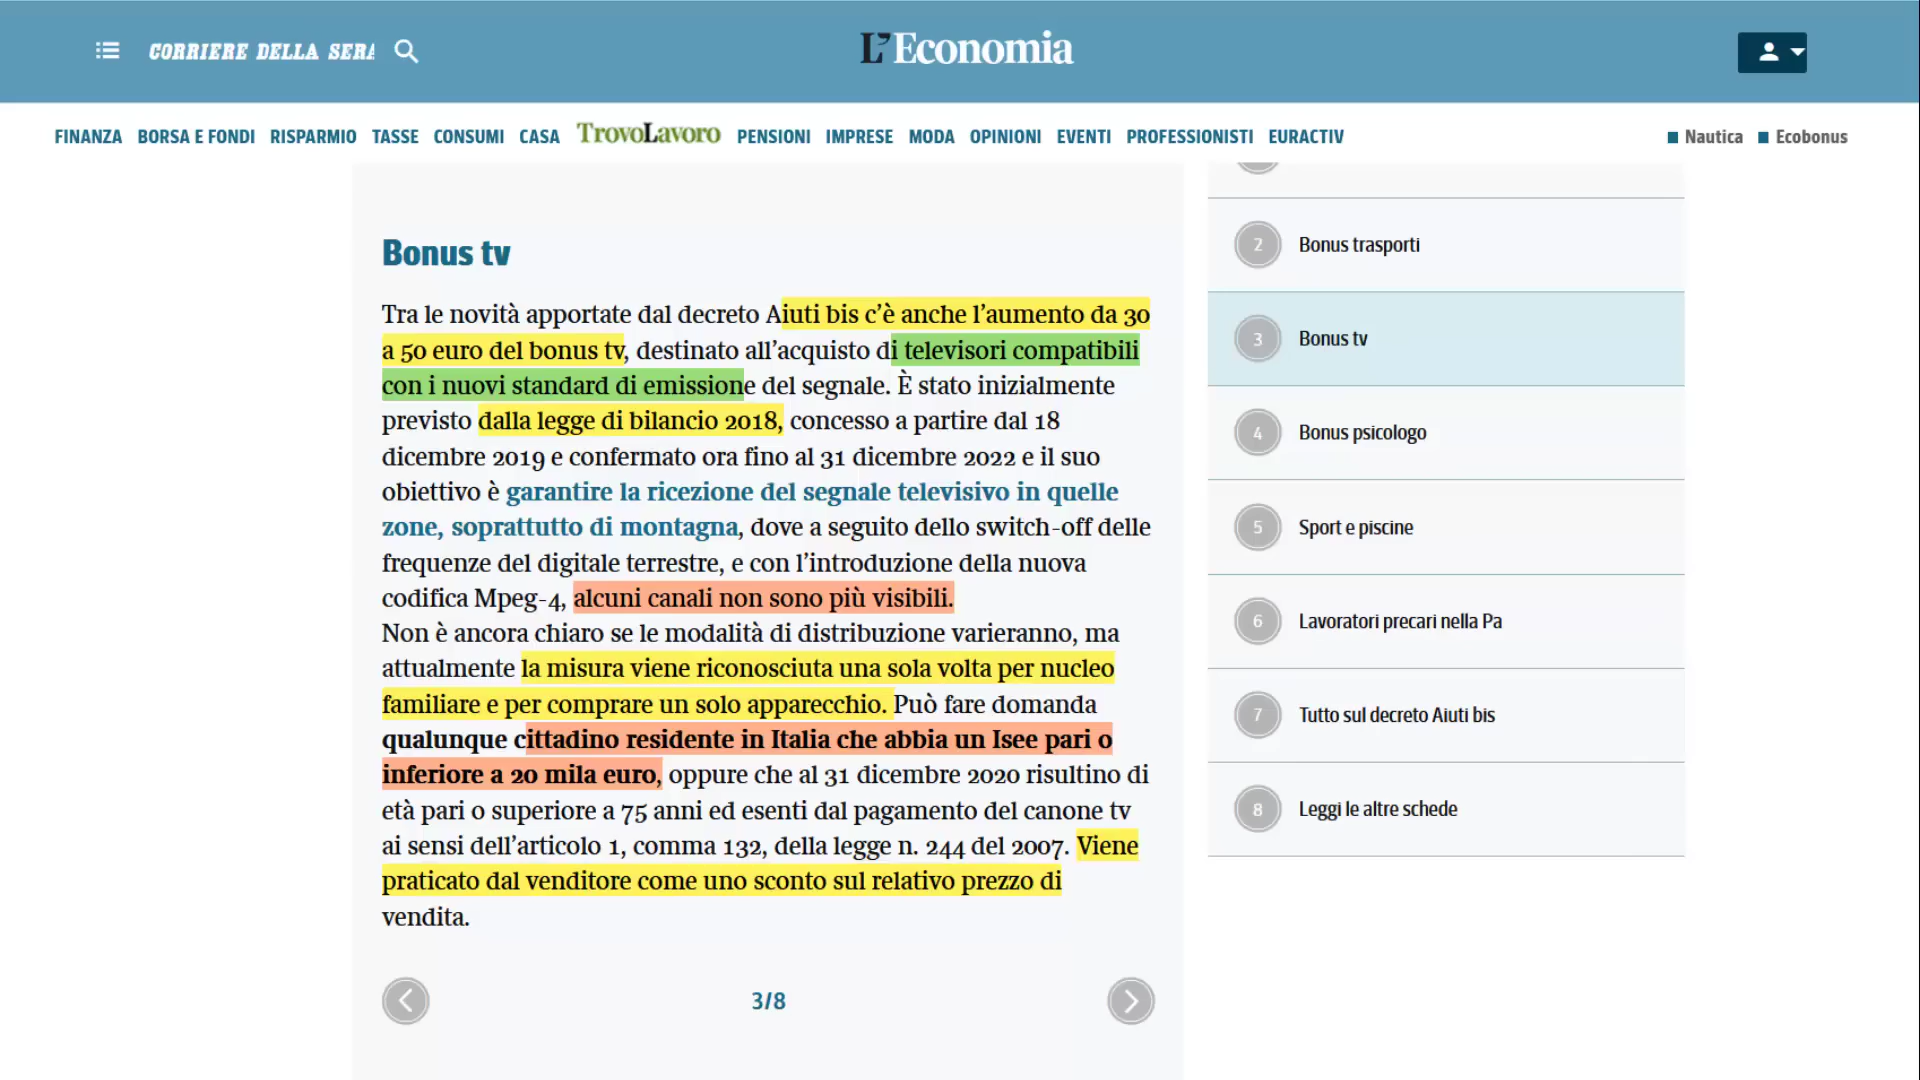 CORRIERE DELLA SERA
L'Economia
FINANZA BORSA E FONDI RISPARMIO TASSE CONSUMI CASA TrovoLavoro PENSIONI IMPRESE MODA OPINIONI EVENTI PROFESSIONISTI EURACTIV
Nautica Ecobonus
Bonus tv
Tra le novità apportate dal decreto Aiuti bis c’è anche l’aumento da 30
a 50 euro del bonus tv, destinato all’acquisto di televisori compatibili
con i nuovi standard di emissione del segnale. È stato inizialmente
previsto dalla legge di bilancio 2018, concesso a partire dal 18
dicembre 2019 e confermato ora fino al 31 dicembre 2022 e il suo
obiettivo è garantire la ricezione del segnale televisivo in quelle
zone, soprattutto di montagna, dove a seguito dello switch-off delle
frequenze del digitale terrestre, e con l’introduzione della nuova
codifica Mpeg-4, alcuni canali non sono più visibili.
Non è ancora chiaro se le modalità di distribuzione varieranno, ma
attualmente la misura viene riconosciuta una sola volta per nucleo
familiare e per comprare un solo apparecchio. Può fare domanda
qualunque cittadino residente in Italia che abbia un Isee pari o
inferiore a 20 mila euro, oppure che al 31 dicembre 2020 risultino di
età pari o superiore a 75 anni ed esenti dal pagamento del canone tv
ai sensi dell’articolo 1, comma 132, della legge n. 244 del 2007. Viene
praticato dal venditore come uno sconto sul relativo prezzo di
vendita.
3/8
2 Bonus trasporti
3 Bonus tv
4 Bonus psicologo
5 Sport e piscine
6 Lavoratori precari nella Pa
7 Tutto sul decreto Aiuti bis
8 Leggi le altre schede